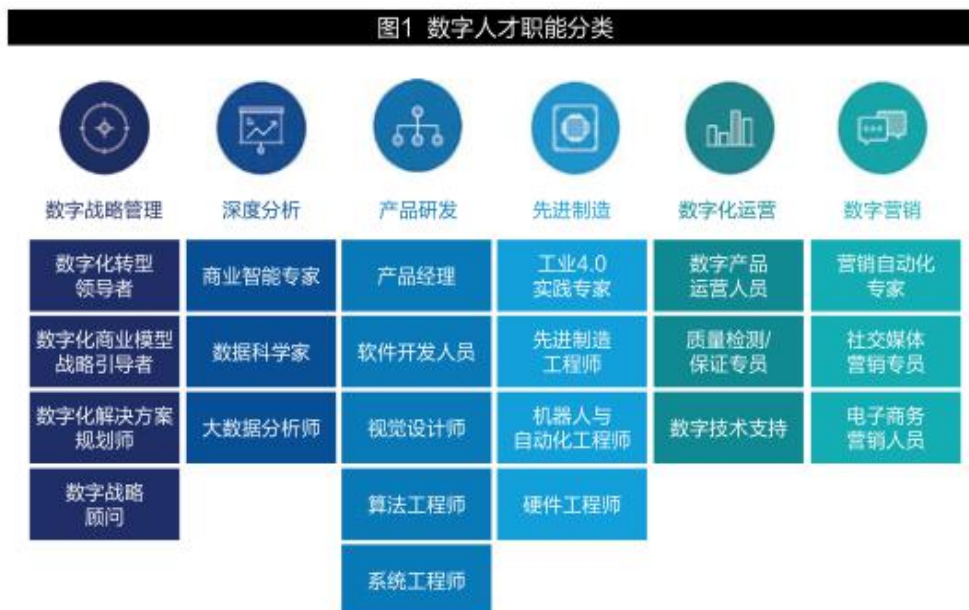 图1 数字人才职能分类
数字战略管理
深度分析
产品研发
先进制造
数字化运营
数字营销
数字化转型
领导者
商业智能专家
产品经理
工业4.0
实践专家
数字产品
运营人员
营销自动化
专家
数字化商业模型
战略引导者
数据科学家
软件开发人员
先进制造
工程师
质量检测/
保证专员
社交媒体
营销专员
数字化解决方案
规划师
大数据分析师
视觉设计师
机器人与
自动化工程师
数字技术支持
电子商务
营销人员
数字战略
顾问
算法工程师
硬件工程师
系统工程师